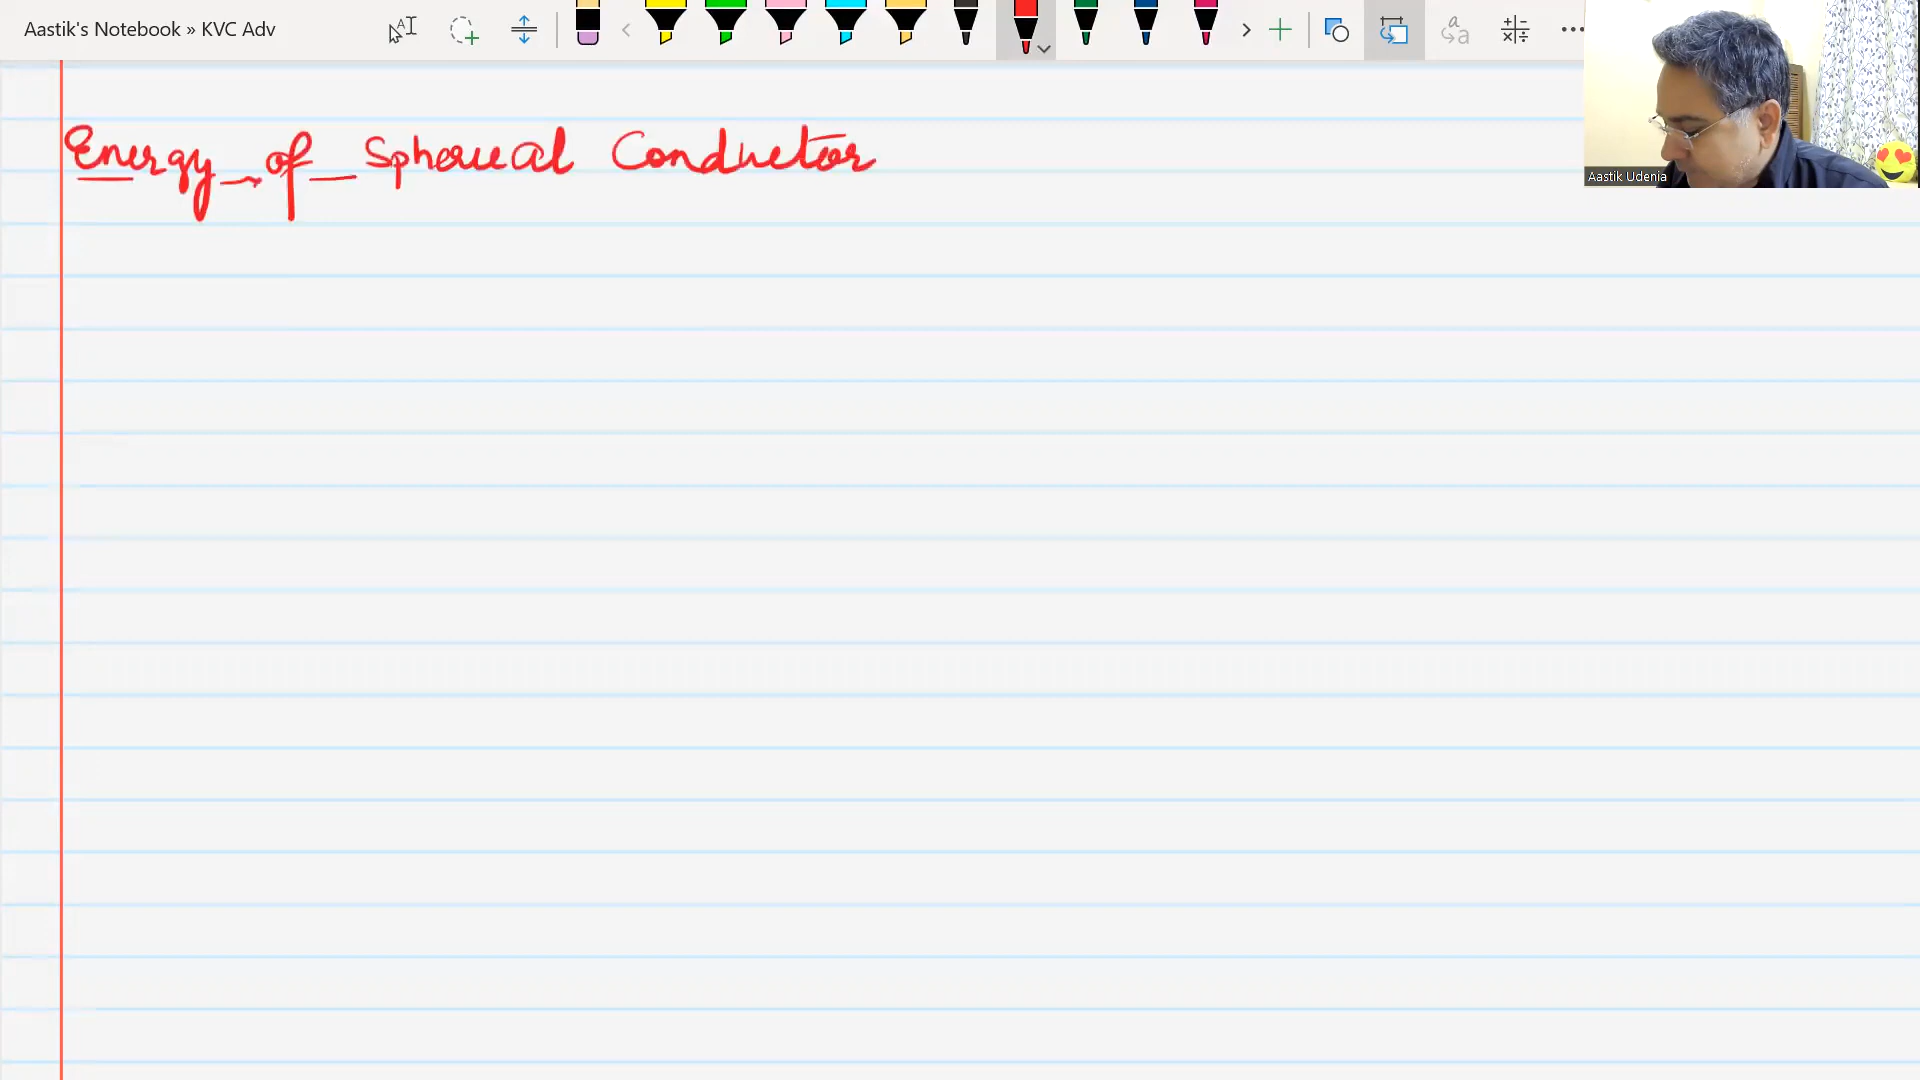 Aastik's Notebook » KVC Adv
Energy of Spherical Conductor
Aastik Udenia